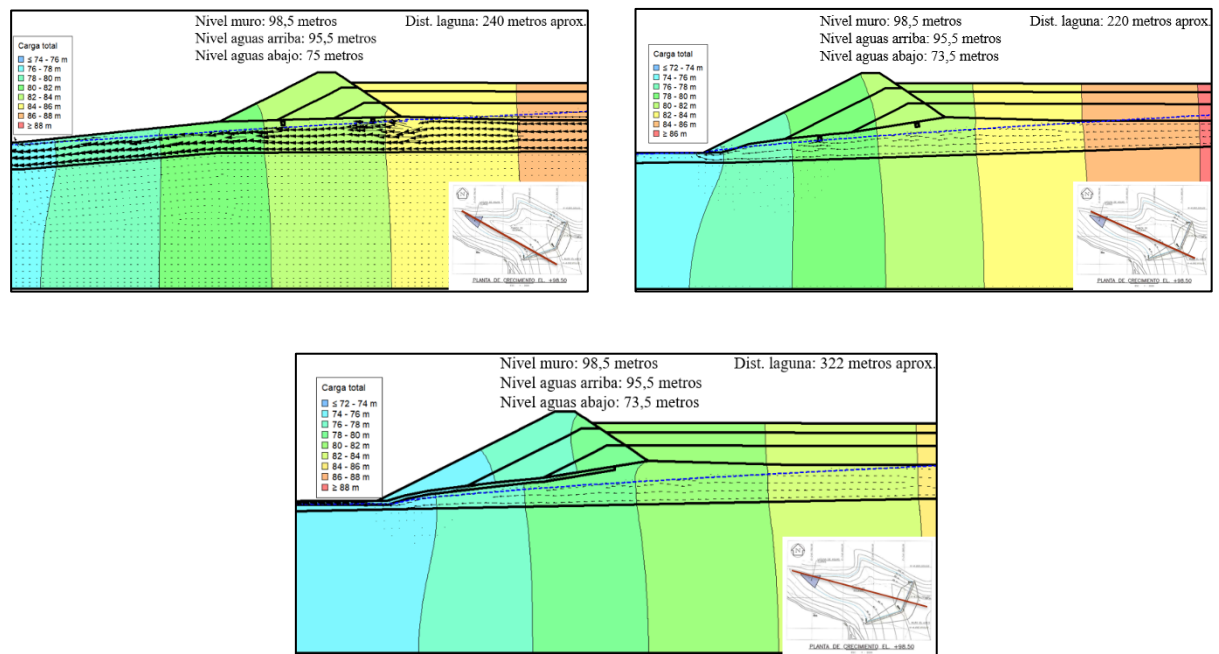 Nivel muro: 98,5 metros
Dist. laguna: 240 metros aprox.
Nivel aguas arriba: 95,5 metros
Nivel aguas abajo: 75 metros
Carga total
≤ 74 - 76 m
76 - 78 m
78 - 80 m
80 - 82 m
82 - 84 m
84 - 86 m
86 - 88 m
≥ 88 m
PLANTA DE CRECIMIENTO EL. +98.50
Nivel muro: 98,5 metros
Dist. laguna: 220 metros aprox.
Nivel aguas arriba: 95,5 metros
Nivel aguas abajo: 73,5 metros
Carga total
≤ 72 - 74 m
74 - 76 m
76 - 78 m
78 - 80 m
80 - 82 m
82 - 84 m
84 - 86 m
≥ 86 m
PLANTA DE CRECIMIENTO EL. +98.50
Nivel muro: 98,5 metros
Dist. laguna: 322 metros aprox.
Nivel aguas arriba: 95,5 metros
Nivel aguas abajo: 73,5 metros
Carga total
≤ 72 - 74 m
74 - 76 m
76 - 78 m
78 - 80 m
80 - 82 m
82 - 84 m
84 - 86 m
86 - 88 m
≥ 88 m
N
PLANTA DE CRECIMIENTO EL. +98.50